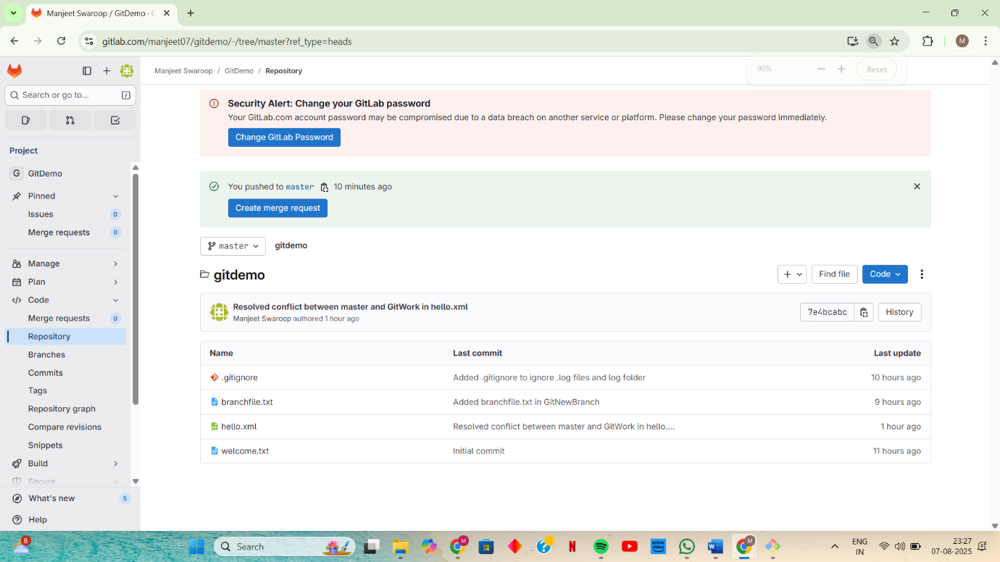 Manjeet Swaroop / GitDemo · G
gitlab.com/manjeet07/gitdemo/-/tree/master?ref_type=heads
M
Search or go to...
/
Project
G GitDemo
Pinned
Issues 0
Merge requests 0
Manage
Plan
Code
Merge requests 0
Repository
Branches
Commits
Tags
Repository graph
Compare revisions
Snippets
Build
Secure
What's new 5
Help
Manjeet Swaroop / GitDemo / Repository
90%
Reset
Security Alert: Change your GitLab password
Your GitLab.com account password may be compromised due to a data breach on another service or platform. Please change your password immediately.
Change GitLab Password
You pushed to master 10 minutes ago
Create merge request
master gitdemo
gitdemo
Find file
Code
Resolved conflict between master and GitWork in hello.xml
Manjeet Swaroop authored 1 hour ago
7e4bcabc
History
Name Last commit Last update
.gitignore Added .gitignore to ignore .log files and log folder 10 hours ago
branchfile.txt Added branchfile.txt in GitNewBranch 9 hours ago
hello.xml Resolved conflict between master and GitWork in hello.... 1 hour ago
welcome.txt Initial commit 11 hours ago
8
Search
M
N
prime video
M
ENG
IN
23:27
07-08-2025